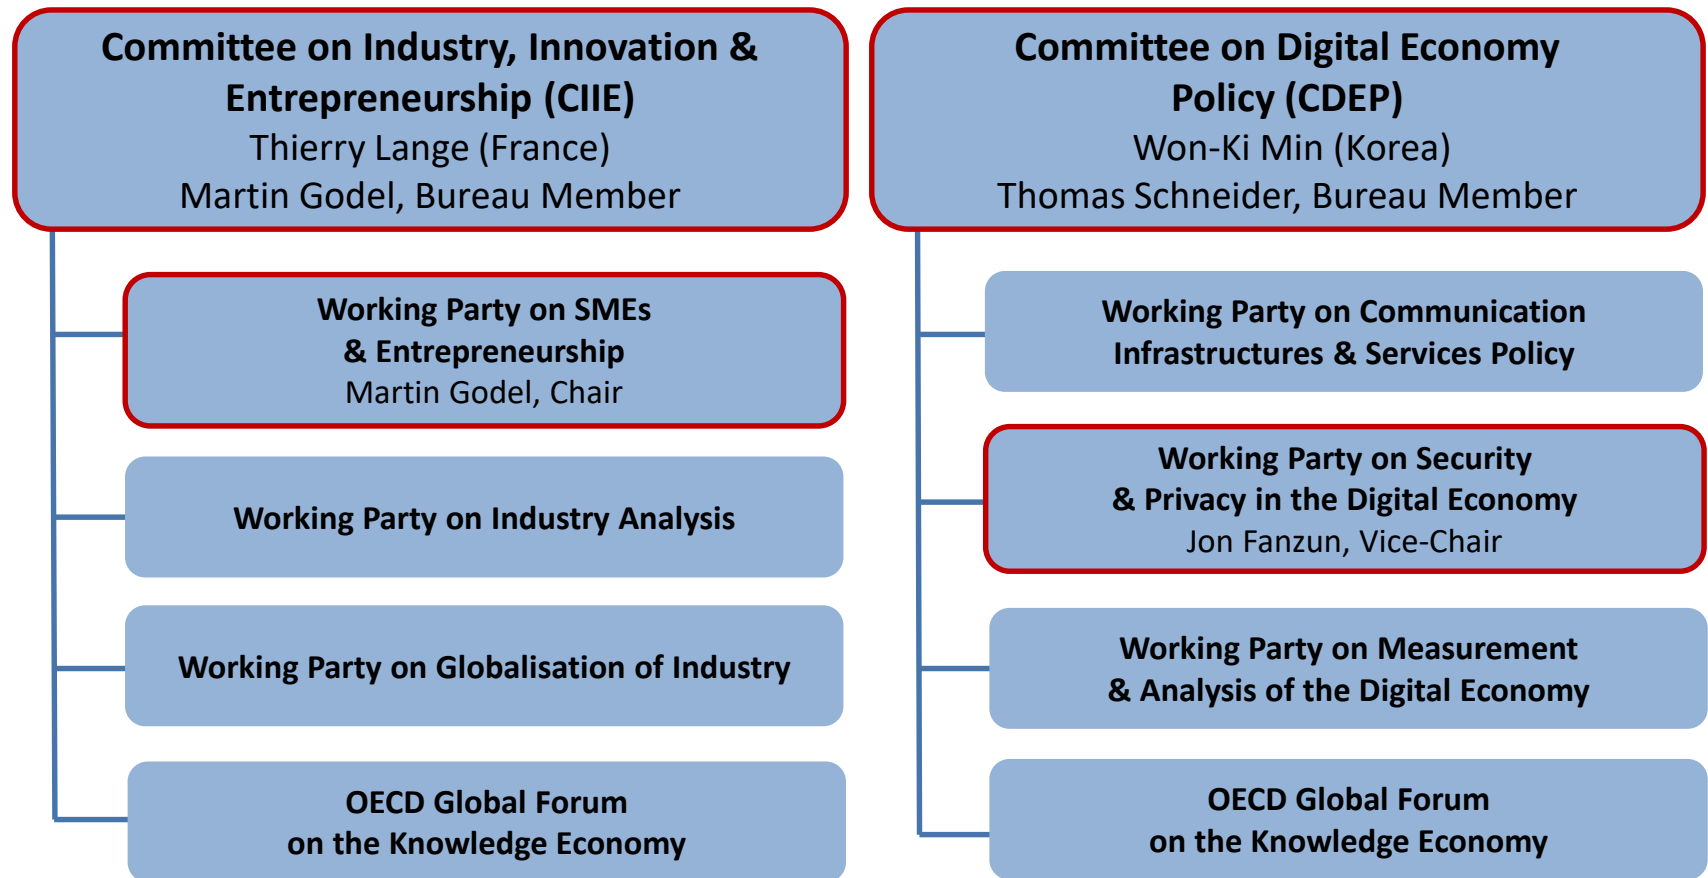 Committee on Industry, Innovation &
Entrepreneurship (CIIE)
Thierry Lange (France)
Martin Godel, Bureau Member
Working Party on SMEs
& Entrepreneurship
Martin Godel, Chair
Working Party on Industry Analysis
Working Party on Globalisation of Industry
OECD Global Forum
on the Knowledge Economy
Committee on Digital Economy
Policy (CDEP)
Won-Ki Min (Korea)
Thomas Schneider, Bureau Member
Working Party on Communication
Infrastructures & Services Policy
Working Party on Security
& Privacy in the Digital Economy
Jon Fanzun, Vice-Chair
Working Party on Measurement
& Analysis of the Digital Economy
OECD Global Forum
on the Knowledge Economy